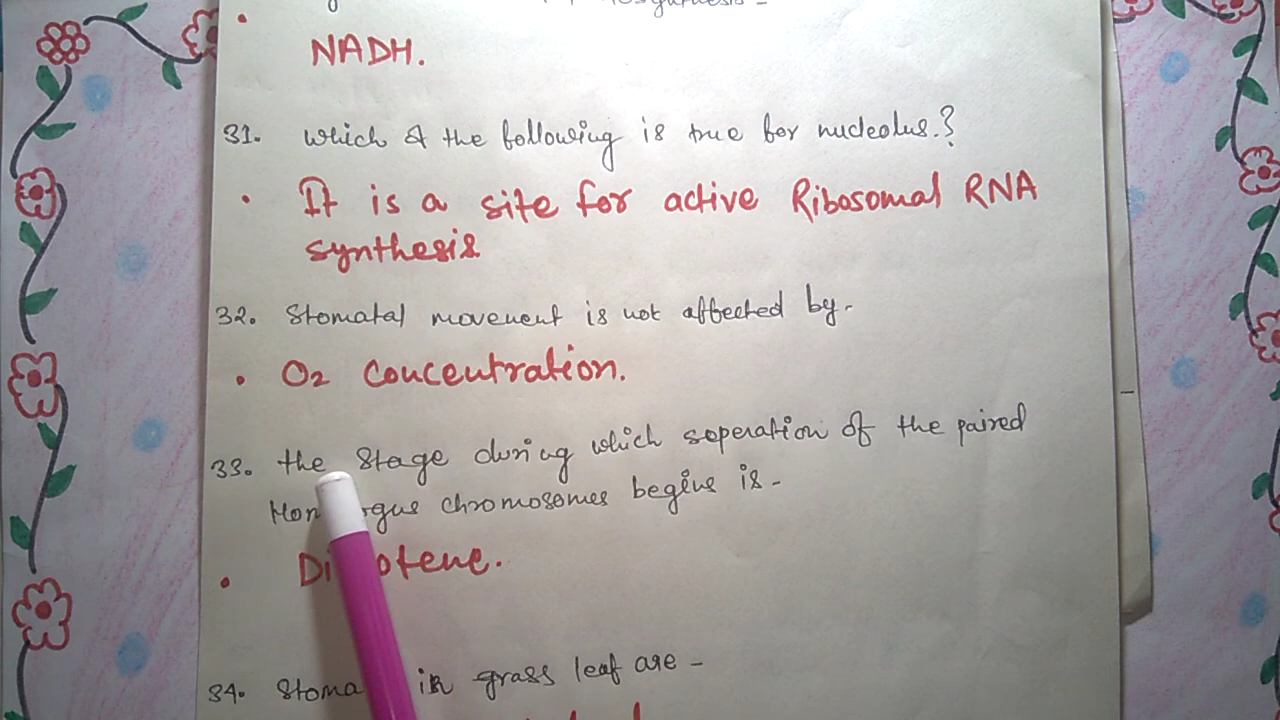 NADH.
31. Which of the following is true for nucleolus.?
• It is a site for active Ribosomal RNA
synthesis
32. Stomatal movement is not affected by-
• O2 Concentration.
33. the Stage during which seperation of the paired
chromosomes begins is-
•
34. in grass leaf are -